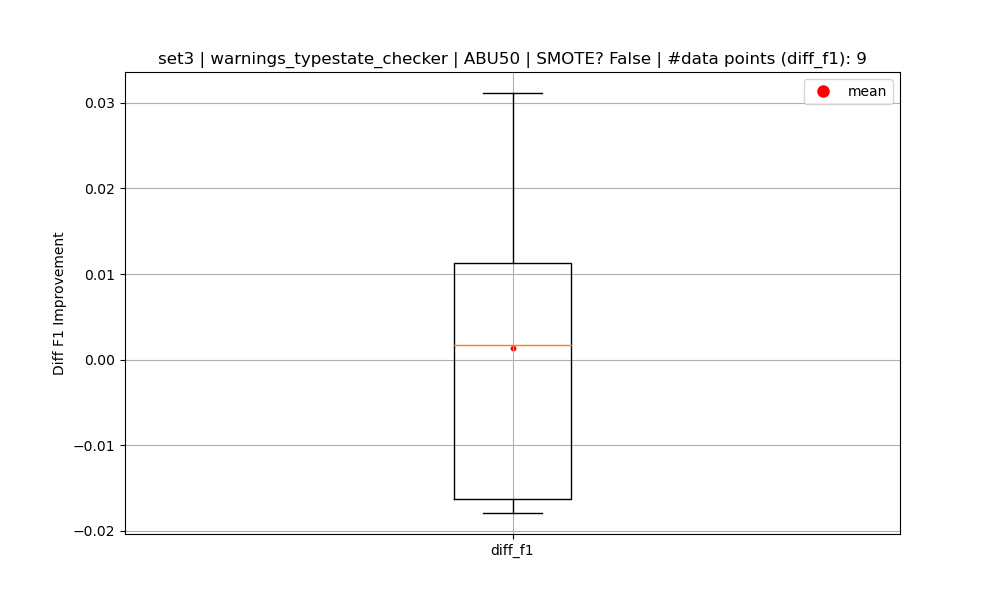 set3 | warnings_typestate_checker | ABU50 | SMOTE? False | #data points (diff_f1): 9
mean
0.03
0.02
0.01
0.00
−0.01
−0.02
Diff F1 Improvement
diff_f1